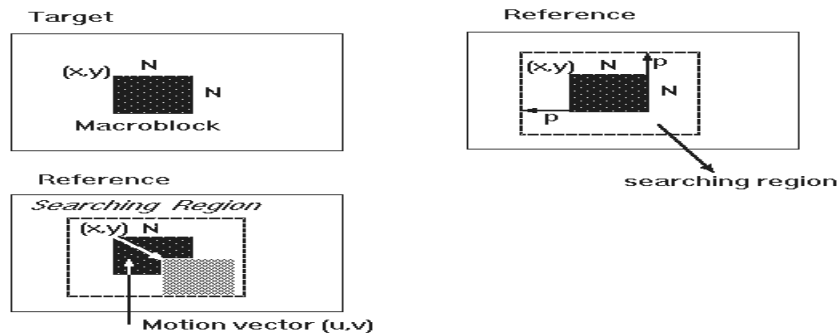 Target
N
(x,y)
N
Macroblock
Reference
p
(x,y)
N
N
p
searching region
Reference
Searching Region
(x,y)
N
Motion vector (u,v)